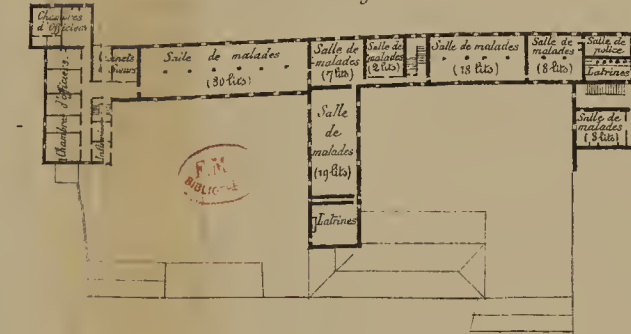 Chambres
d'Officiers
Chambres d'officiers
Salle de malades
(30 lits)
Salle de
malades
(7 lits)
Salle de
malades
(2 lits)
Salle de malades
(13 lits)
Salle de
malades
(8 lits)
Salle de
police
Latrines
Salle de
malades
(3 lits)
Salle
de
malades
(19 lits)
Latrines